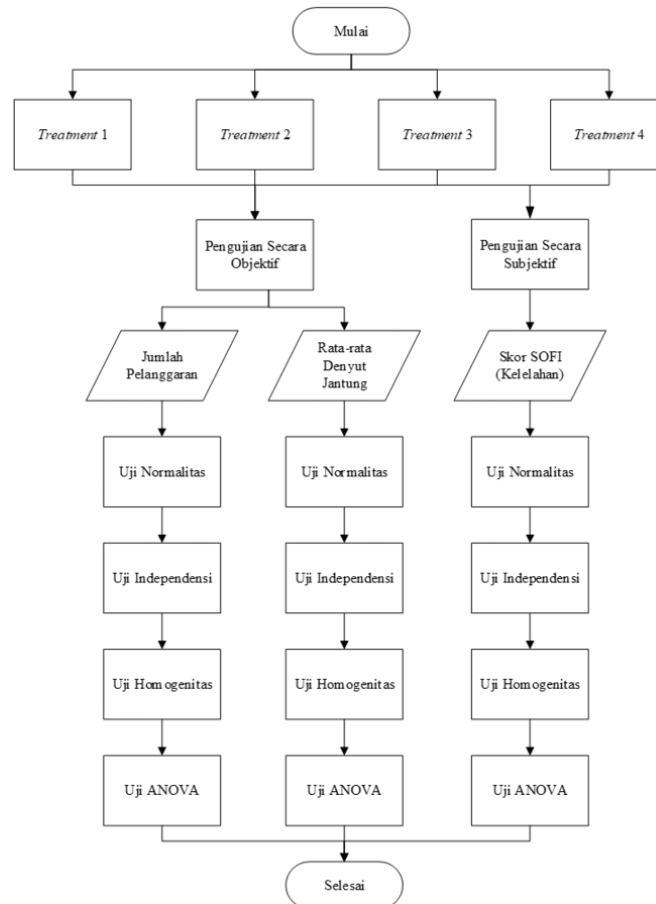 Mulai
Treatment 1
Treatment 2
Treatment 3
Treatment 4
Pengujian Secara
Objektif
Pengujian Secara
Subjektif
Jumlah
Pelanggaran
Rata-rata
Denyut
Jantung
Skor SOFI
(Kelelahan)
Uji Normalitas
Uji Normalitas
Uji Normalitas
Uji Independensi
Uji Independensi
Uji Independensi
Uji Homogenitas
Uji Homogenitas
Uji Homogenitas
Uji ANOVA
Uji ANOVA
Uji ANOVA
Selesai